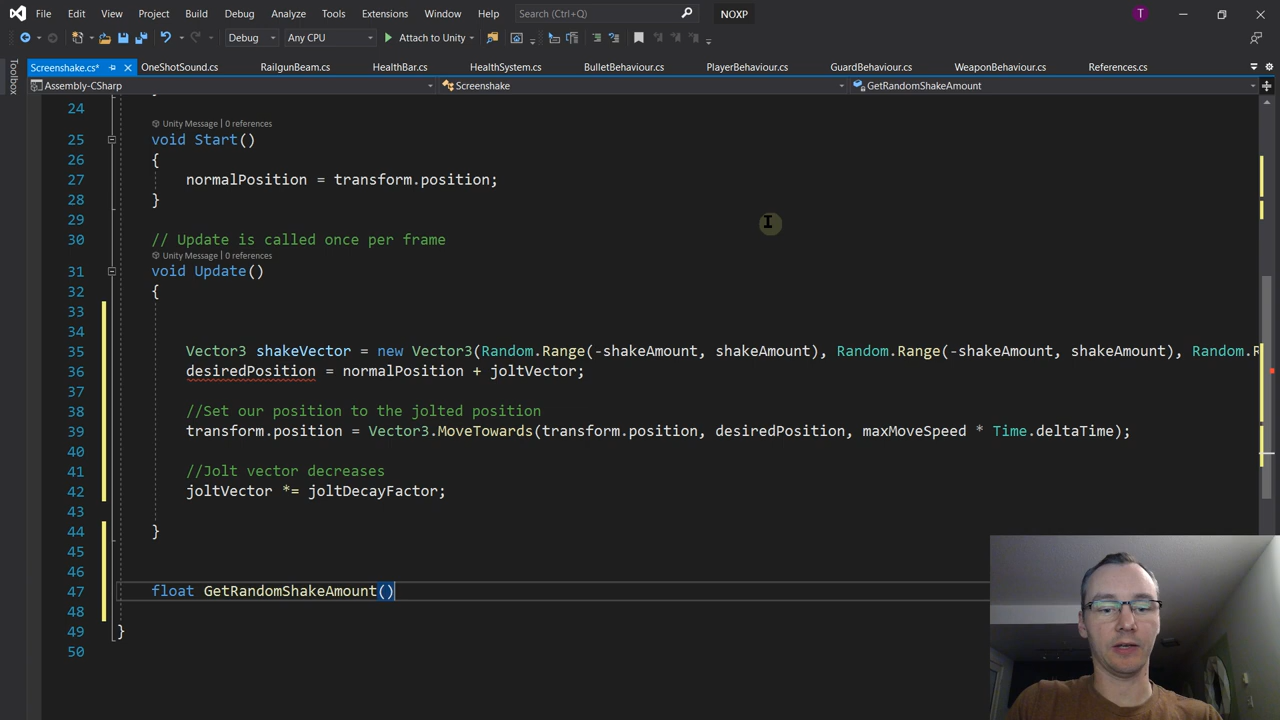 File Edit View Project Build Debug Analyze Tools Extensions Window Help Search (Ctrl+Q) NOXP T
Debug Any CPU Attach to Unity
Screenshake.cs* OneShotSound.cs RailgunBeam.cs HealthBar.cs HealthSystem.cs BulletBehaviour.cs PlayerBehaviour.cs GuardBehaviour.cs WeaponBehaviour.cs References.cs
Toolbox
Assembly-CSharp Screenshake GetRandomShakeAmount
24
Unity Message | 0 references
25 void Start()
26 {
27 normalPosition = transform.position;
28 }
29
30 // Update is called once per frame
Unity Message | 0 references
31 void Update()
32 {
33
34
35 Vector3 shakeVector = new Vector3(Random.Range(-shakeAmount, shakeAmount), Random.Range(-shakeAmount, shakeAmount), Random.R
36 desiredPosition = normalPosition + joltVector;
37
38 //Set our position to the jolted position
39 transform.position = Vector3.MoveTowards(transform.position, desiredPosition, maxMoveSpeed * Time.deltaTime);
40
41 //Jolt vector decreases
42 joltVector *= joltDecayFactor;
43
44 }
45
46
47 float GetRandomShakeAmount()
48
49 }
50